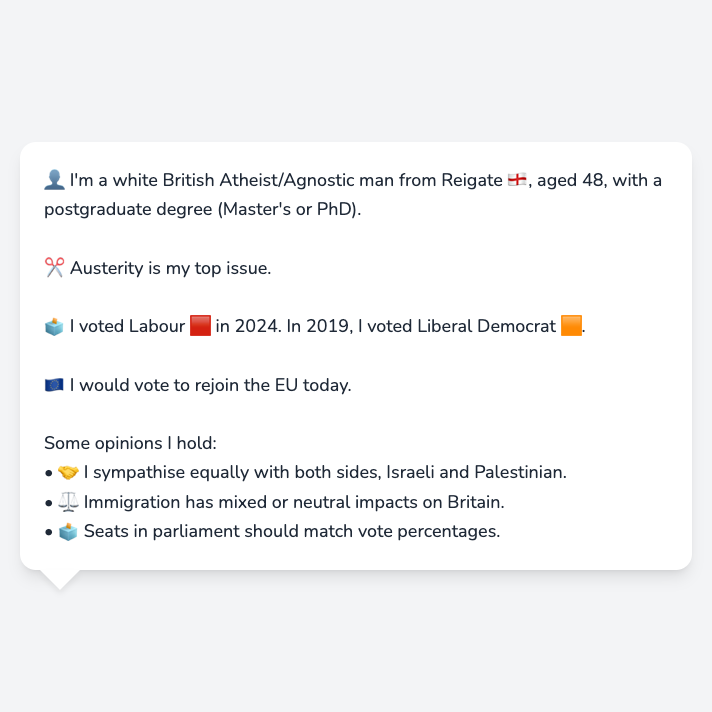 👤 I'm a white British Atheist/Agnostic man from Reigate 🏴󠁧󠁢󠁥󠁮󠁧󠁿, aged 48, with a
postgraduate degree (Master's or PhD).
✂️ Austerity is my top issue.
🗳️ I voted Labour 🟥 in 2024. In 2019, I voted Liberal Democrat 🟧.
🇪🇺 I would vote to rejoin the EU today.
Some opinions I hold:
• 🤝 I sympathise equally with both sides, Israeli and Palestinian.
• ⚖️ Immigration has mixed or neutral impacts on Britain.
• 🗳️ Seats in parliament should match vote percentages.